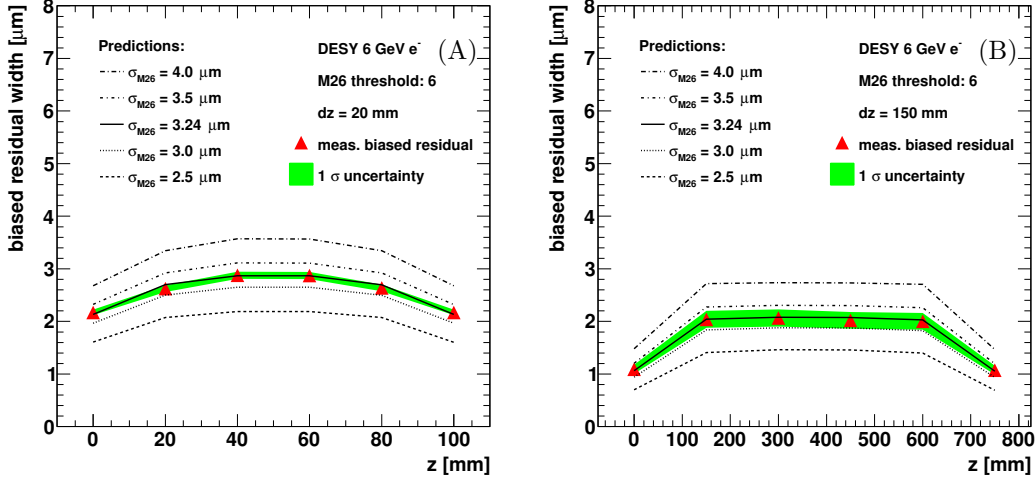 biased residual width [μm]
8
7
6
5
4
3
2
1
0
Predictions:
σM26 = 4.0 μm
σM26 = 3.5 μm
σM26 = 3.24 μm
σM26 = 3.0 μm
σM26 = 2.5 μm
DESY 6 GeV e-
(A)
M26 threshold: 6
dz = 20 mm
meas. biased residual
1 σ uncertainty
0 20 40 60 80 100
z [mm]
biased residual width [μm]
8
7
6
5
4
3
2
1
0
Predictions:
σM26 = 4.0 μm
σM26 = 3.5 μm
σM26 = 3.24 μm
σM26 = 3.0 μm
σM26 = 2.5 μm
DESY 6 GeV e-
(B)
M26 threshold: 6
dz = 150 mm
meas. biased residual
1 σ uncertainty
0 100 200 300 400 500 600 700 800
z [mm]